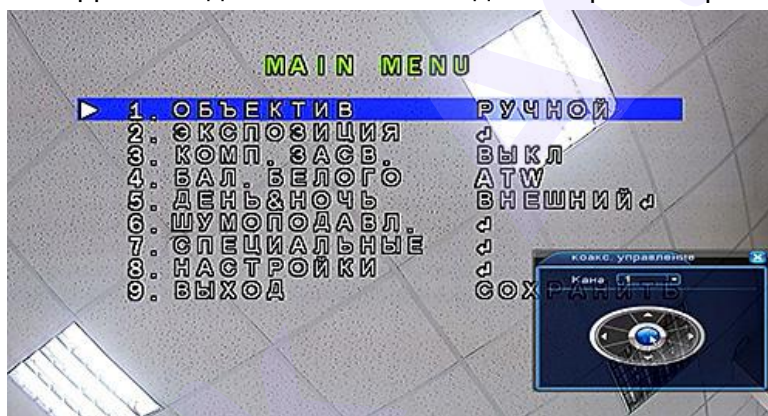 MAIN MENU
1. ОБЪЕКТИВ РУЧНОЙ
2. ЭКСПОЗИЦИЯ ↲
3. КОМП. ЗАСВ. ВЫКЛ
4. БАЛ. БЕЛОГО ATW
5. ДЕНЬ&НОЧЬ ВНЕШНИЙ↲
6. ШУМОПОДАВЛ. ↲
7. СПЕЦИАЛЬНЫЕ ↲
8. НАСТРОЙКИ ↲
9. ВЫХОД СОХРАНИТЬ
коакс. управление
Кана 1